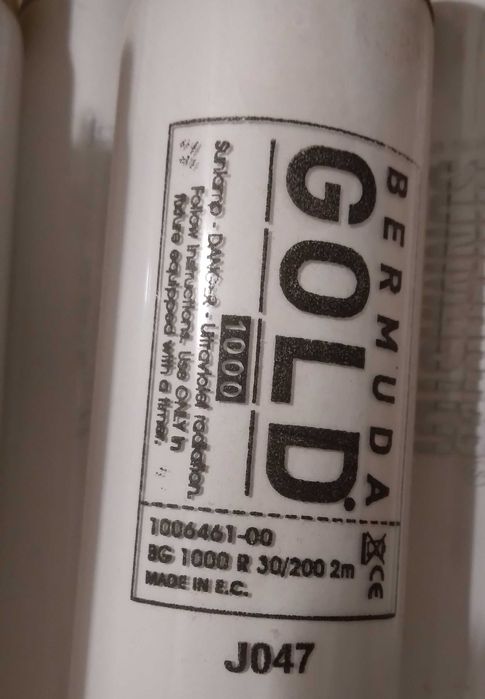 BERMUDA
GOLD
1000
Sunlamp - DANGER - Ultraviolet radiation.
Follow instructions. Use ONLY in
fixture equipped with a timer.
1006461-00
BG 1000 R 30/200 2m
MADE IN E.C.
CE
J047